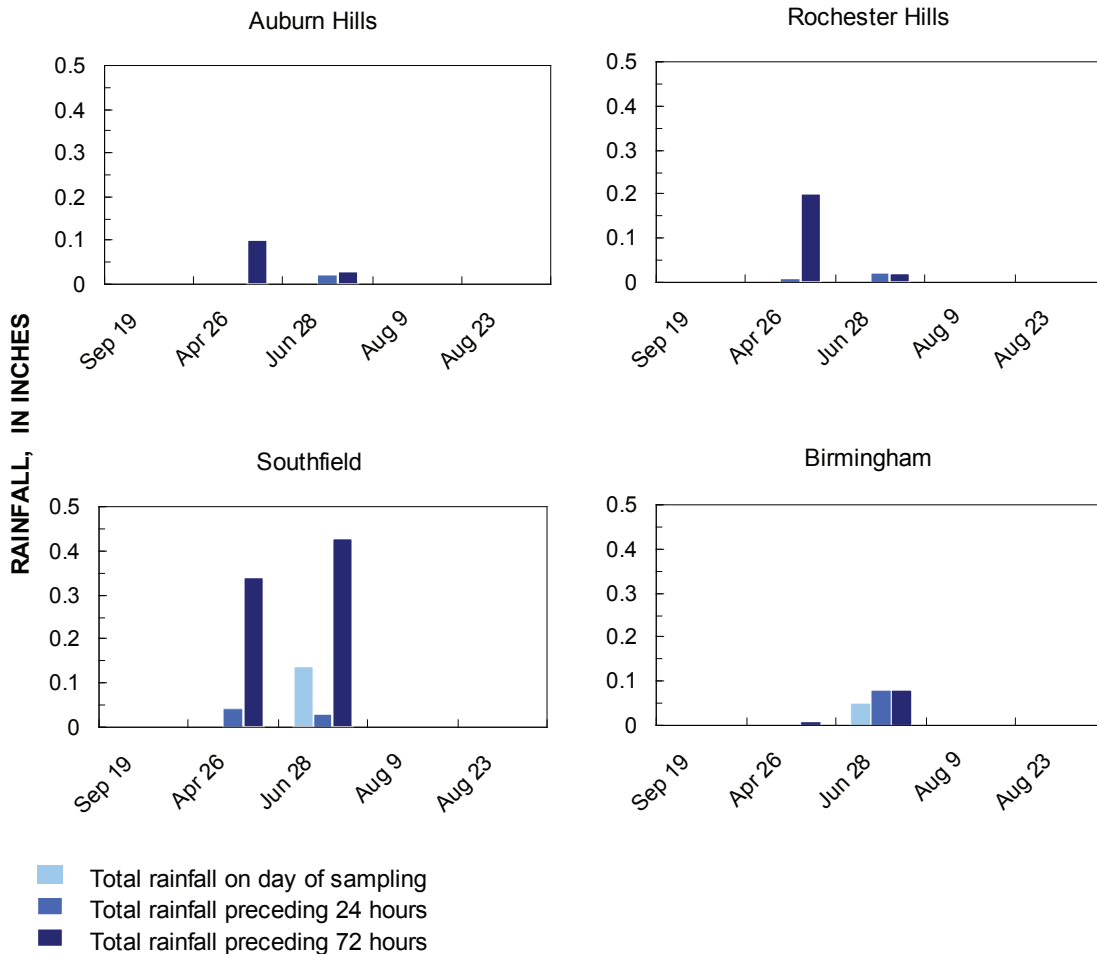 Auburn Hills
0.5
0.4
0.3
0.2
0.1
0
Sep 19
Apr 26
Jun 28
Aug 9
Aug 23
Rochester Hills
0.5
0.4
0.3
0.2
0.1
0
Sep 19
Apr 26
Jun 28
Aug 9
Aug 23
RAINFALL, IN INCHES
Southfield
0.5
0.4
0.3
0.2
0.1
0
Sep 19
Apr 26
Jun 28
Aug 9
Aug 23
Birmingham
0.5
0.4
0.3
0.2
0.1
0
Sep 19
Apr 26
Jun 28
Aug 9
Aug 23
Total rainfall on day of sampling
Total rainfall preceding 24 hours
Total rainfall preceding 72 hours